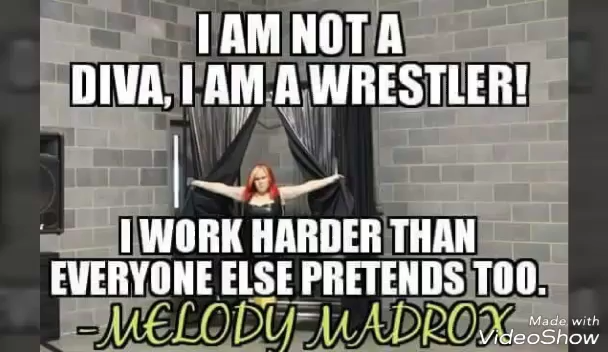 I AM NOT A
DIVA, I AM A WRESTLER!
I WORK HARDER THAN
EVERYONE ELSE PRETENDS TOO.
-MELODY MADROX
Made with
VideoShow